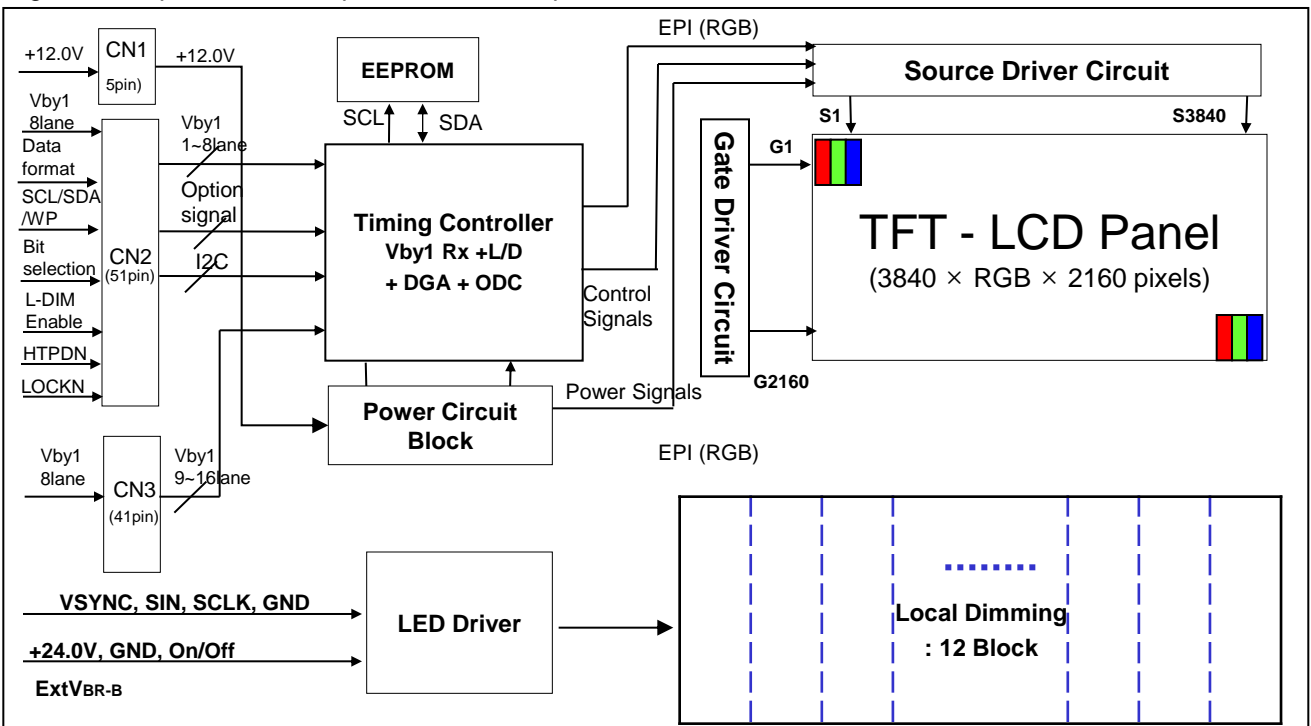 EPI (RGB)
+12.0V
CN1
5pin)
+12.0V
EEPROM
Source Driver Circuit
Vby1
8lane
Data
format
SCL/SDA
/WP
Bit
selection
L-DIM
Enable
HTPDN
LOCKN
CN2
(51pin)
Vby1
1~8lane
Option
signal
I2C
SCL
SDA
Timing Controller
Vby1 Rx +L/D
+ DGA + ODC
Control
Signals
Gate Driver Circuit
S1
S3840
G1
G2160
TFT - LCD Panel
(3840 × RGB × 2160 pixels)
Power Circuit
Block
Power Signals
EPI (RGB)
Vby1
8lane
CN3
(41pin)
Vby1
9~16lane
VSYNC, SIN, SCLK, GND
+24.0V, GND, On/Off
ExtVBR-B
LED Driver
Local Dimming
: 12 Block